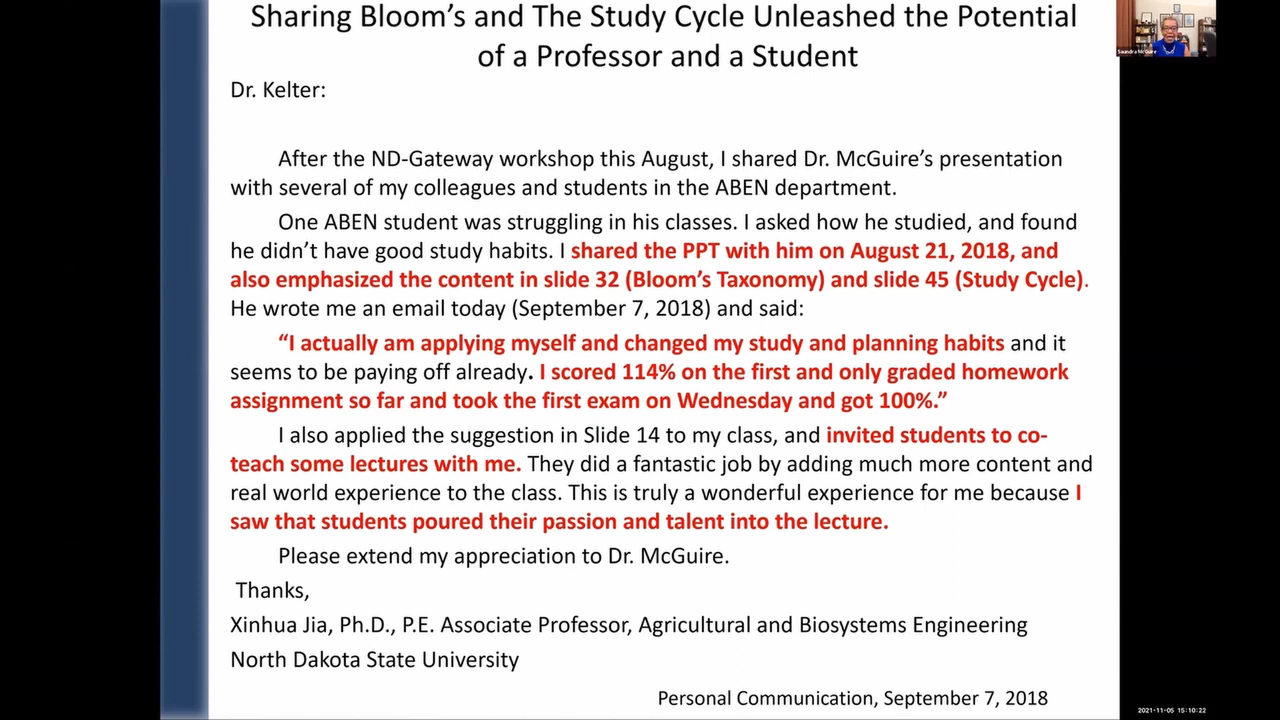 Sharing Bloom’s and The Study Cycle Unleashed the Potential
of a Professor and a Student
Saundra McGuire
Dr. Kelter:
After the ND-Gateway workshop this August, I shared Dr. McGuire’s presentation
with several of my colleagues and students in the ABEN department.
One ABEN student was struggling in his classes. I asked how he studied, and found
he didn’t have good study habits. I shared the PPT with him on August 21, 2018, and
also emphasized the content in slide 32 (Bloom’s Taxonomy) and slide 45 (Study Cycle).
He wrote me an email today (September 7, 2018) and said:
“I actually am applying myself and changed my study and planning habits and it
seems to be paying off already. I scored 114% on the first and only graded homework
assignment so far and took the first exam on Wednesday and got 100%.”
I also applied the suggestion in Slide 14 to my class, and invited students to co-
teach some lectures with me. They did a fantastic job by adding much more content and
real world experience to the class. This is truly a wonderful experience for me because I
saw that students poured their passion and talent into the lecture.
Please extend my appreciation to Dr. McGuire.
Thanks,
Xinhua Jia, Ph.D., P.E. Associate Professor, Agricultural and Biosystems Engineering
North Dakota State University
Personal Communication, September 7, 2018
2021-11-05 15:10:22